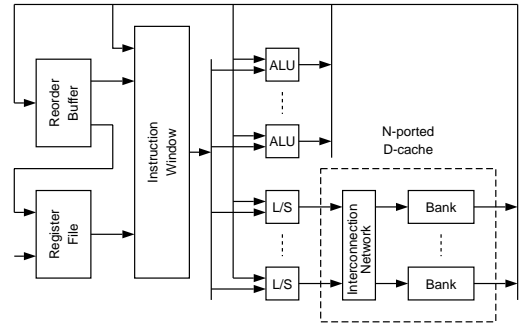 Reorder
Buffer
Register
File
Instruction
Window
ALU
ALU
L/S
L/S
N-ported
D-cache
Interconnection
Network
Bank
Bank